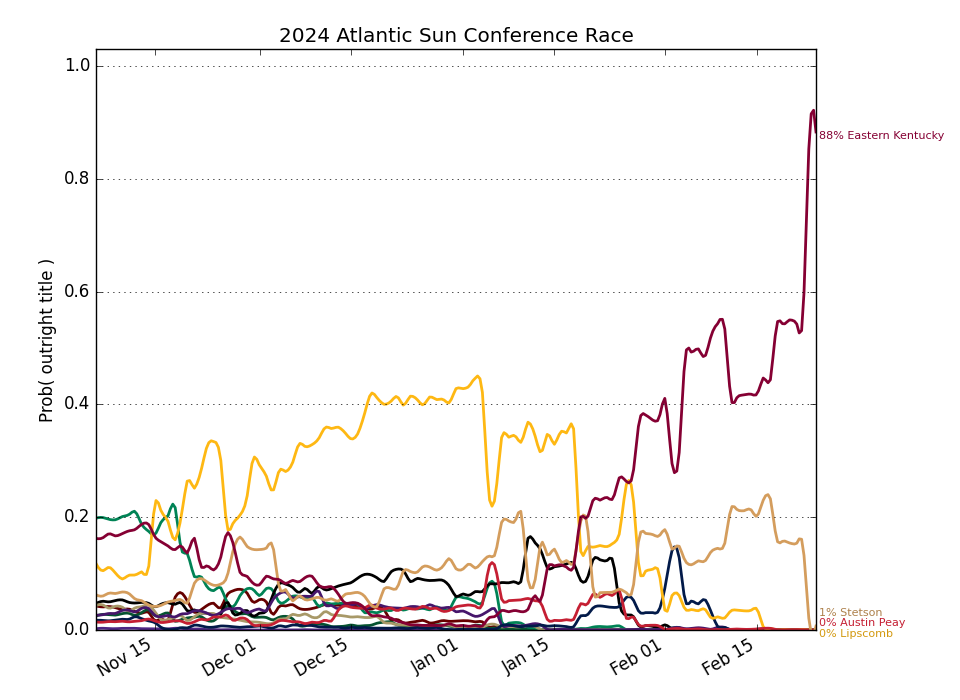 2024 Atlantic Sun Conference Race
Prob( outright title )
1.0
0.8
0.6
0.4
0.2
0.0
88% Eastern Kentucky
1% Stetson
0% Austin Peay
0% Lipscomb
Nov 15
Dec 01
Dec 15
Jan 01
Jan 15
Feb 01
Feb 15